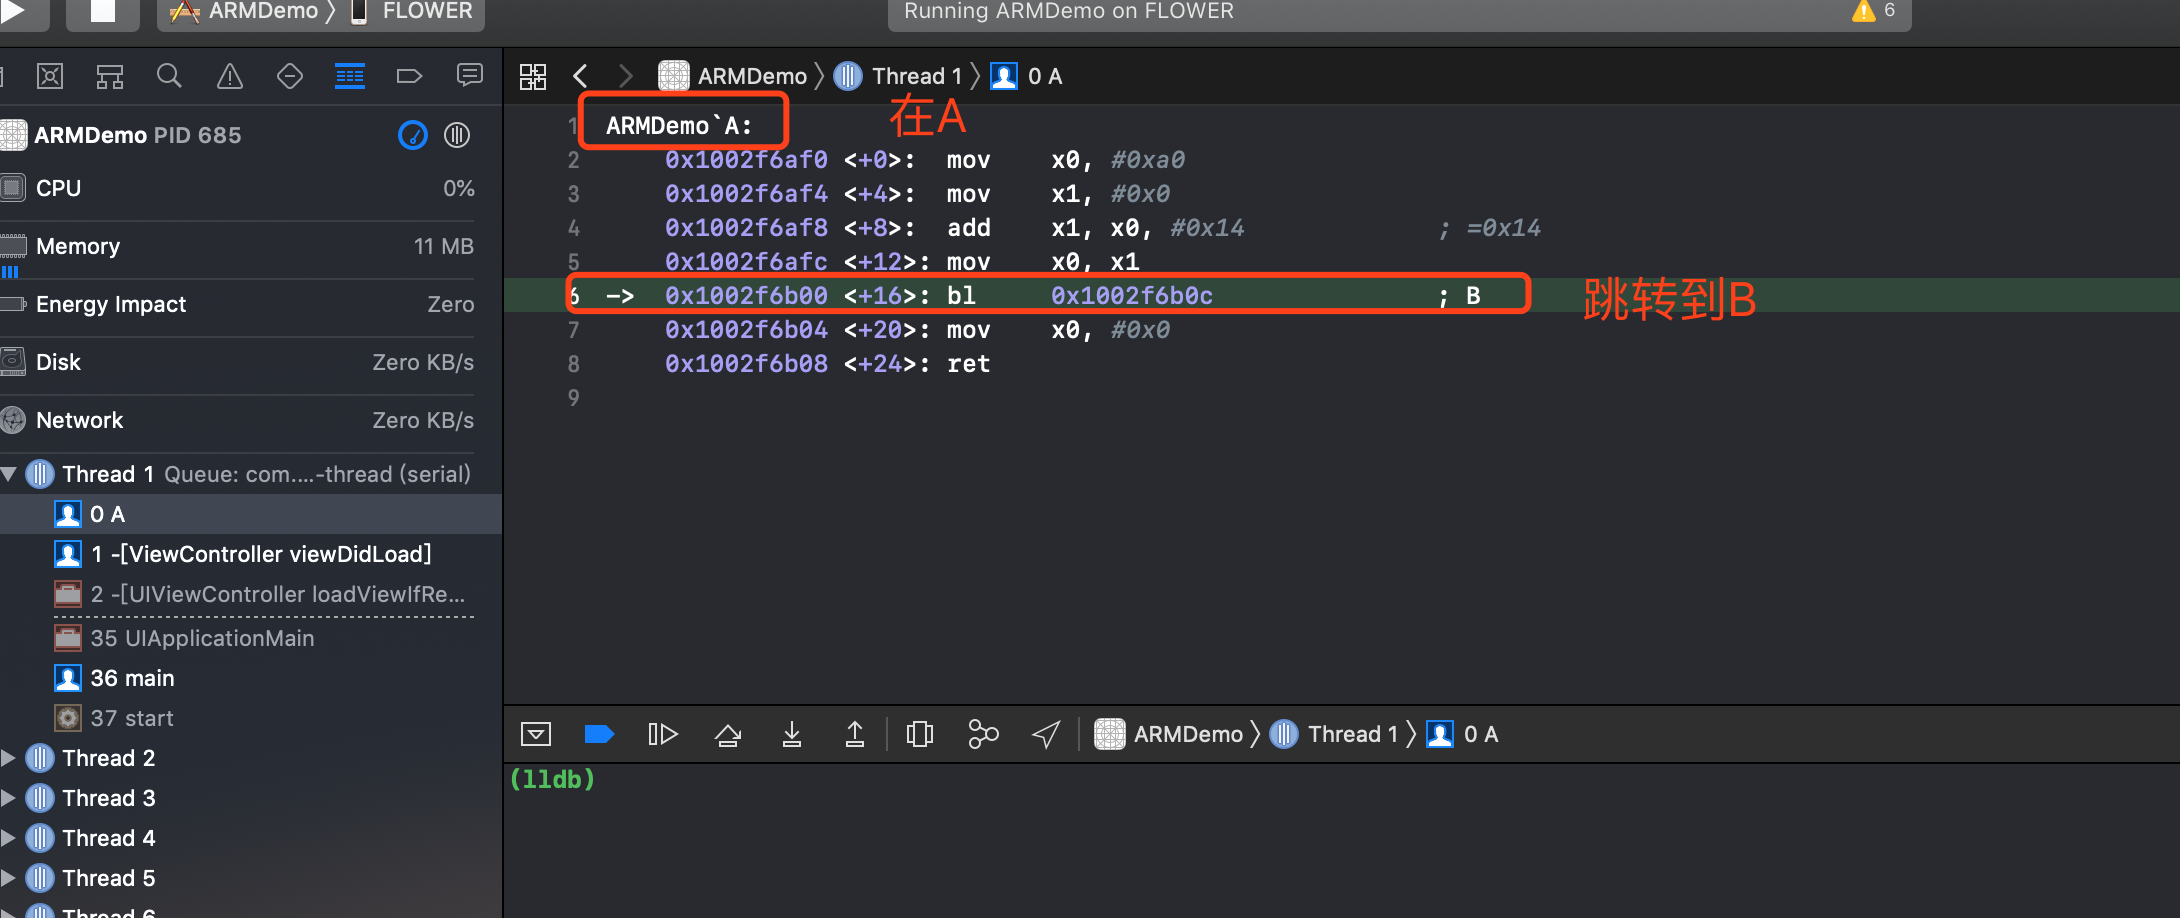 ARMDemo 〉 FLOWER
Running ARMDemo on FLOWER
6
ARMDemo 〉 Thread 1 〉 0 A
ARMDemo PID 685
CPU 0%
Memory 11 MB
Energy Impact Zero
Disk Zero KB/s
Network Zero KB/s
Thread 1 Queue: com....-thread (serial)
0 A
1 -[ViewController viewDidLoad]
2 -[UIViewController loadViewIfRe...
35 UIApplicationMain
36 main
37 start
Thread 2
Thread 3
Thread 4
Thread 5
Thread 6
1 ARMDemo`A:
在A
2 0x1002f6af0 <+0>: mov x0, #0xa0
3 0x1002f6af4 <+4>: mov x1, #0x0
4 0x1002f6af8 <+8>: add x1, x0, #0x14 ; =0x14
5 0x1002f6afc <+12>: mov x0, x1
6 -> 0x1002f6b00 <+16>: bl 0x1002f6b0c ; B
跳转到B
7 0x1002f6b04 <+20>: mov x0, #0x0
8 0x1002f6b08 <+24>: ret
9
ARMDemo 〉 Thread 1 〉 0 A
(lldb)